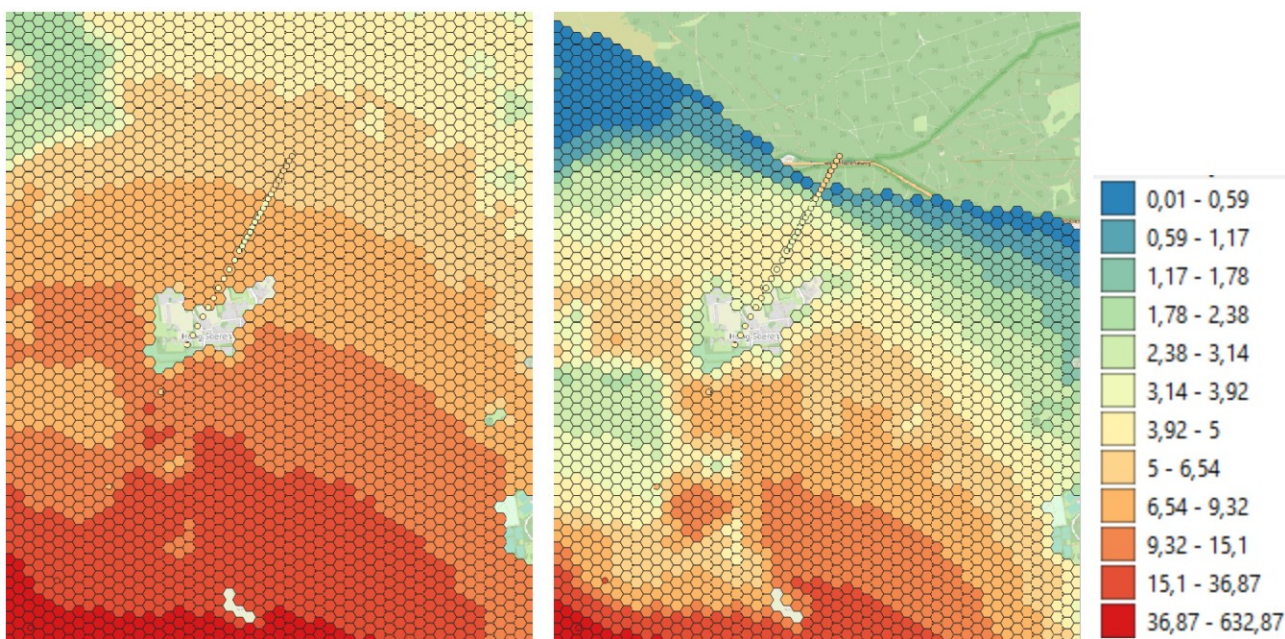 0,01 - 0,59
0,59 - 1,17
1,17 - 1,78
1,78 - 2,38
2,38 - 3,14
3,14 - 3,92
3,92 - 5
5 - 6,54
6,54 - 9,32
9,32 - 15,1
15,1 - 36,87
36,87 - 632,87